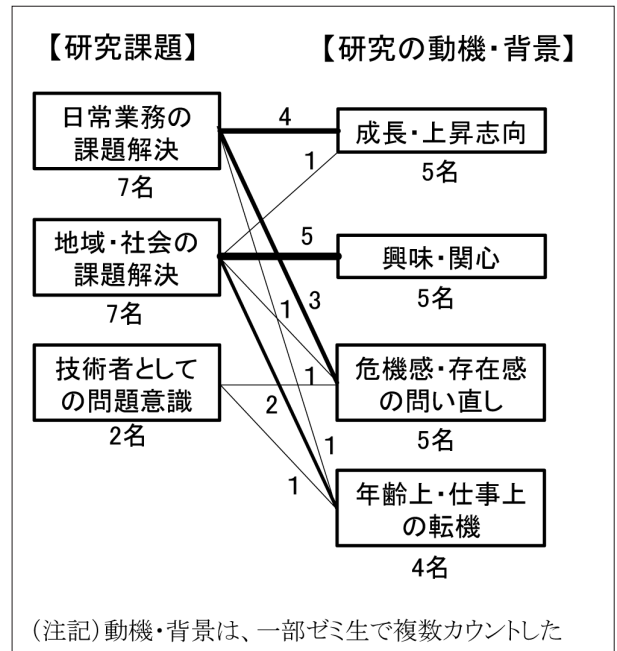 【研究課題】
【研究の動機・背景】
日常業務の
課題解決
7名
地域・社会の
課題解決
7名
技術者として
の問題意識
2名
4
1
5
3
1
1
2
1
1
成長・上昇志向
5名
興味・関心
5名
危機感・存在感
の問い直し
5名
年齢上・仕事上
の転機
4名
(注記)動機・背景は、一部ゼミ生で複数カウントした